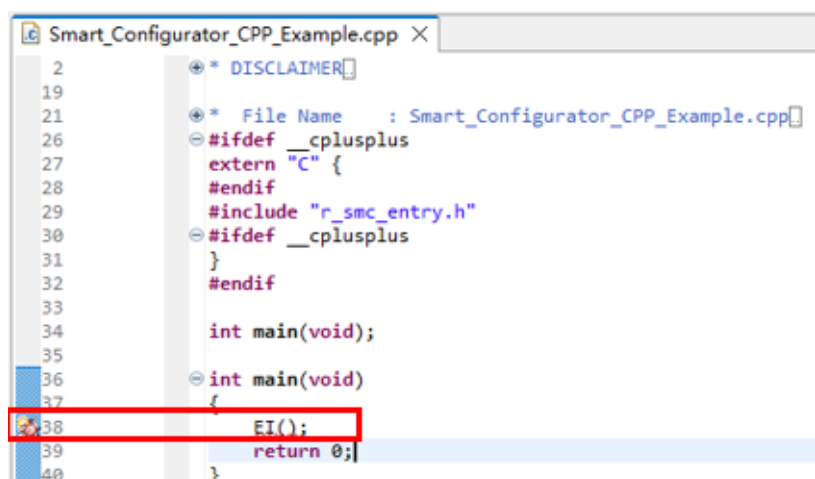 Smart_Configurator_CPP_Example.cpp
2 * DISCLAIMER
19
21 * File Name : Smart_Configurator_CPP_Example.cpp
26 #ifdef __cplusplus
27 extern "C" {
28 #endif
29 #include "r_smc_entry.h"
30 #ifdef __cplusplus
31 }
32 #endif
33
34 int main(void);
35
36 int main(void)
37 {
38 EI();
39 return 0;
40 }